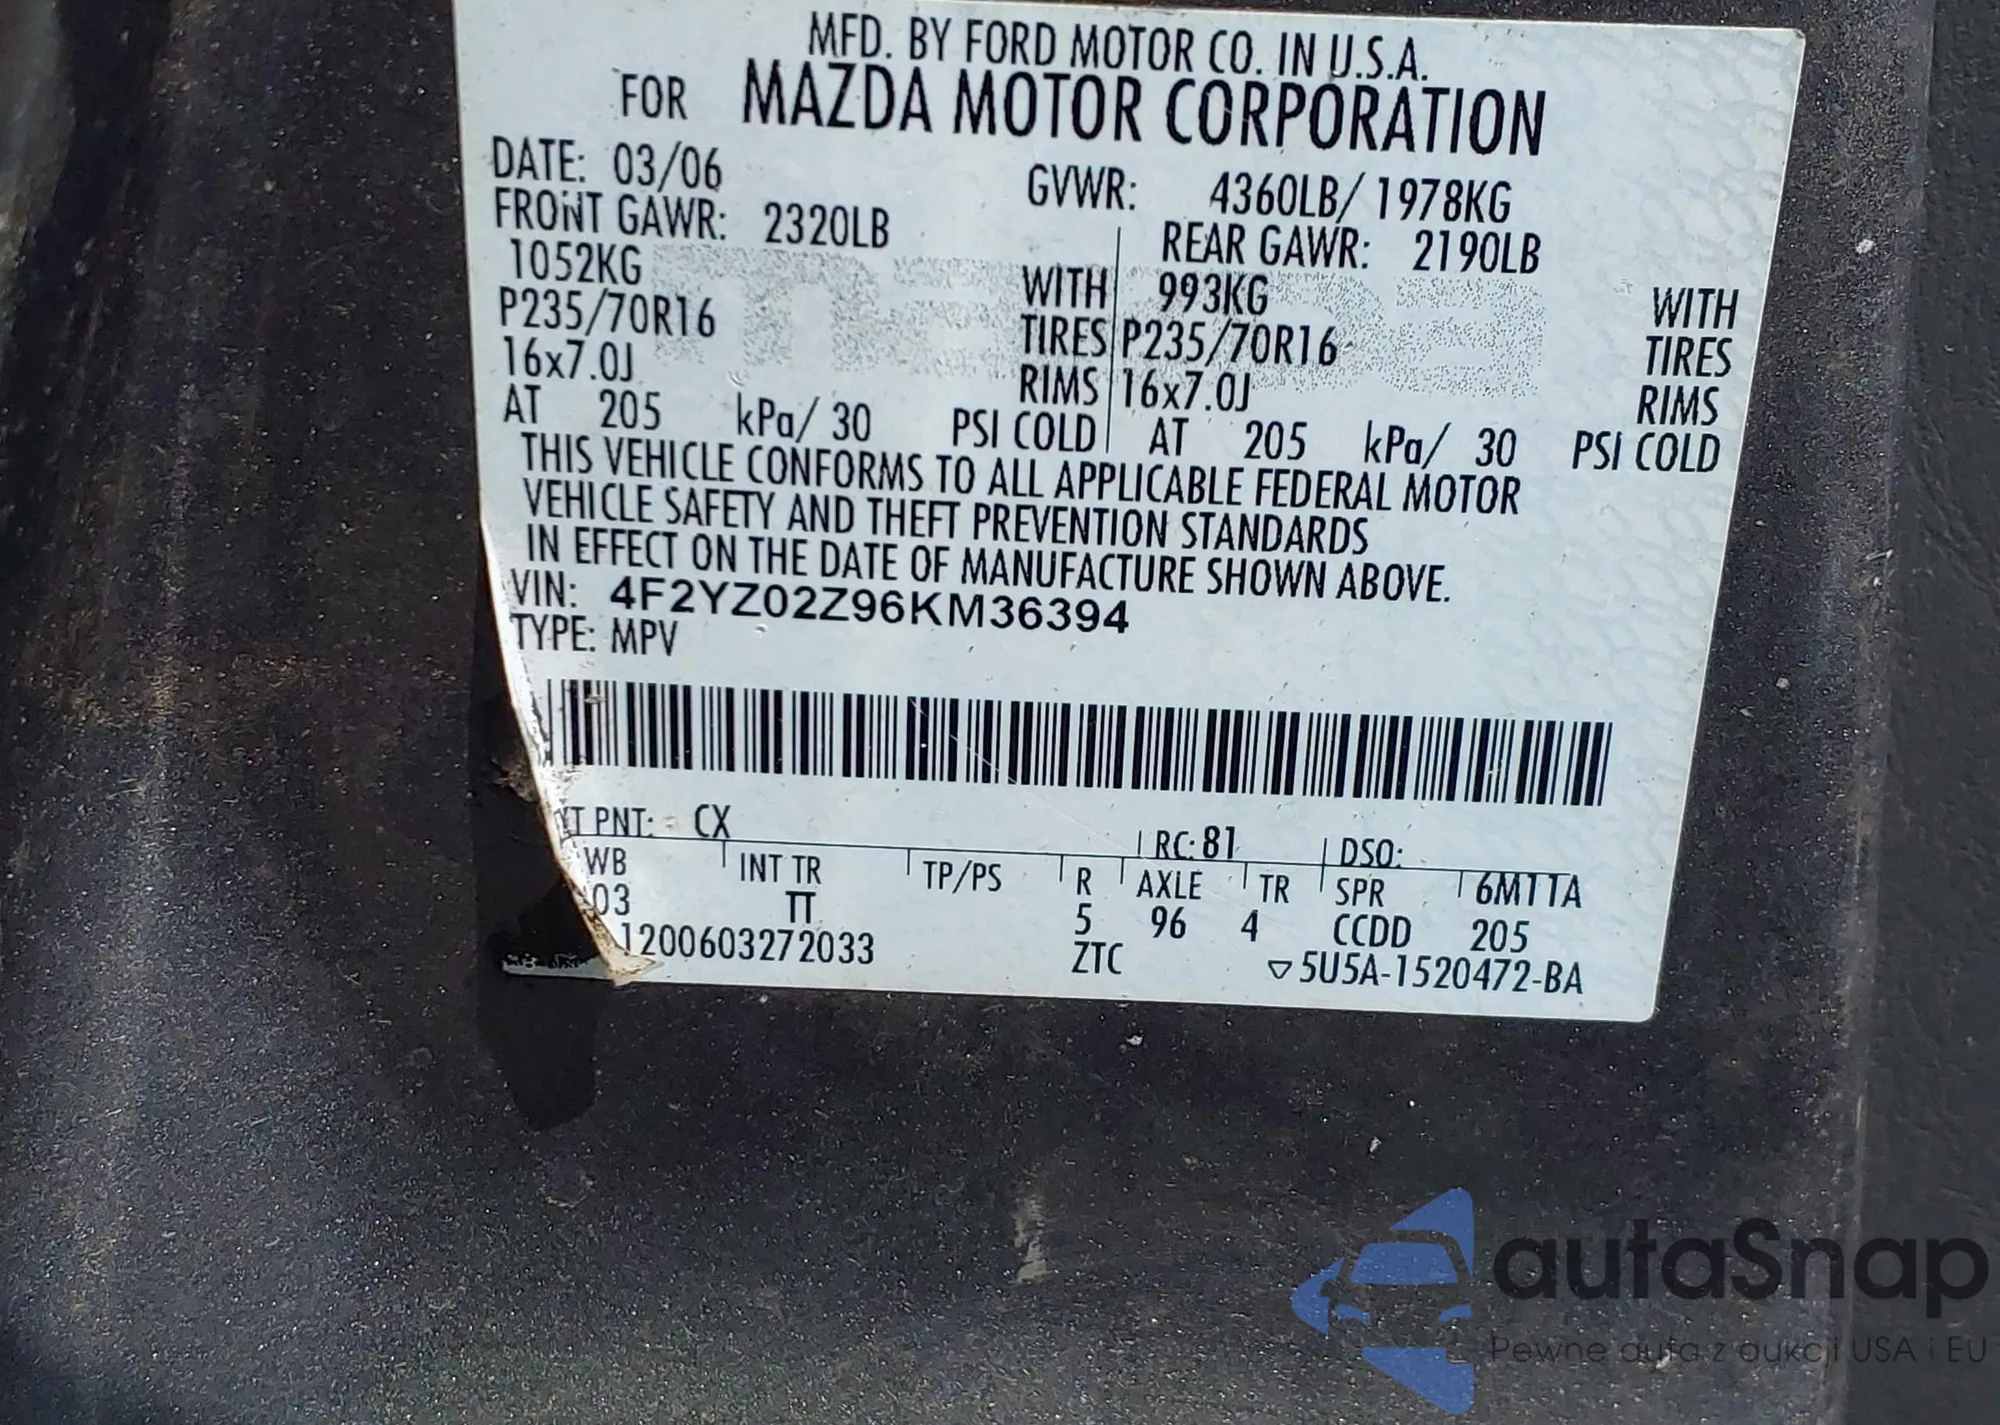 MFD. BY FORD MOTOR CO. IN U.S.A.
FOR MAZDA MOTOR CORPORATION
DATE: 03/06 GVWR: 4360LB/ 1978KG
FRONT GAWR: 2320LB REAR GAWR: 2190LB
1052KG WITH 993KG WITH
P235/70R16 TIRES P235/70R16 TIRES
16x7.0J RIMS 16x7.0J RIMS
AT 205 kPa/ 30 PSI COLD AT 205 kPa/ 30 PSI COLD
THIS VEHICLE CONFORMS TO ALL APPLICABLE FEDERAL MOTOR
VEHICLE SAFETY AND THEFT PREVENTION STANDARDS
IN EFFECT ON THE DATE OF MANUFACTURE SHOWN ABOVE.
VIN: 4F2YZ02Z96KM36394
TYPE: MPV
PNT: CX RC: 81 DSO:
WB INT TR TP/PS R AXLE TR SPR 6M11A
03 TT 5 96 4 CCDD 205
1200603272033 ZTC ▽5U5A-1520472-BA
autaSnap
Pewne auta z aukcji USA i EU